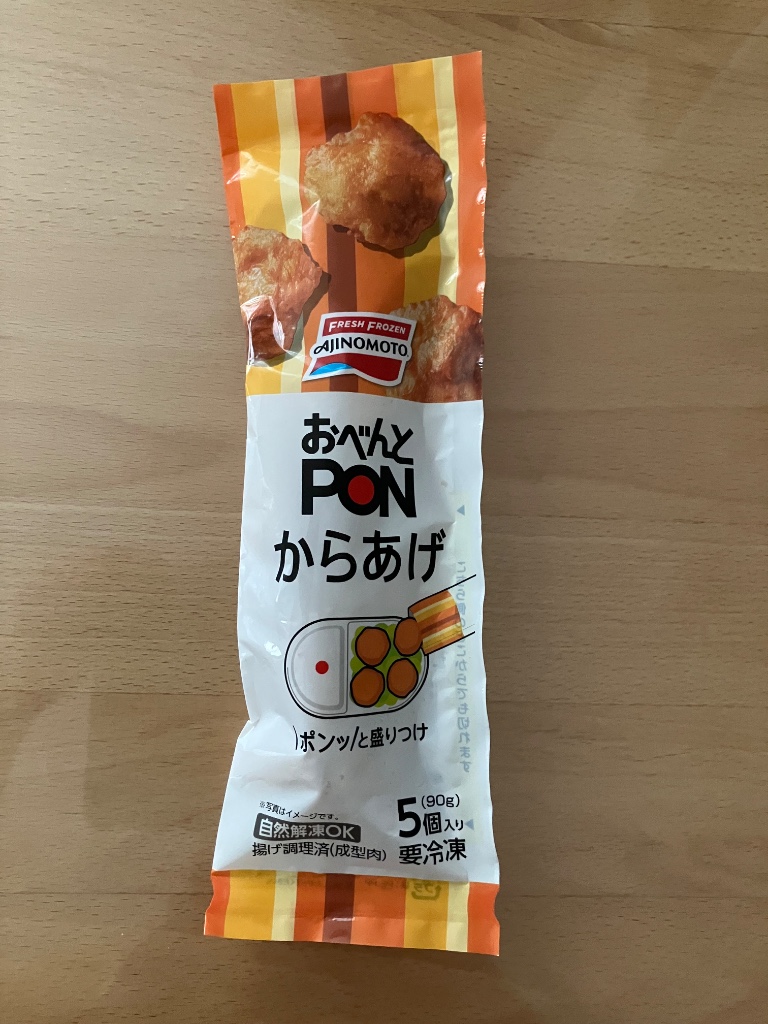 FRESH FROZEN
AJINOMOTO
おべんと
PON
からあげ
ポンッ/と盛りつけ
※写真はイメージです。
自然解凍OK
揚げ調理済(成型肉)
(90g)
5個入り
要冷凍